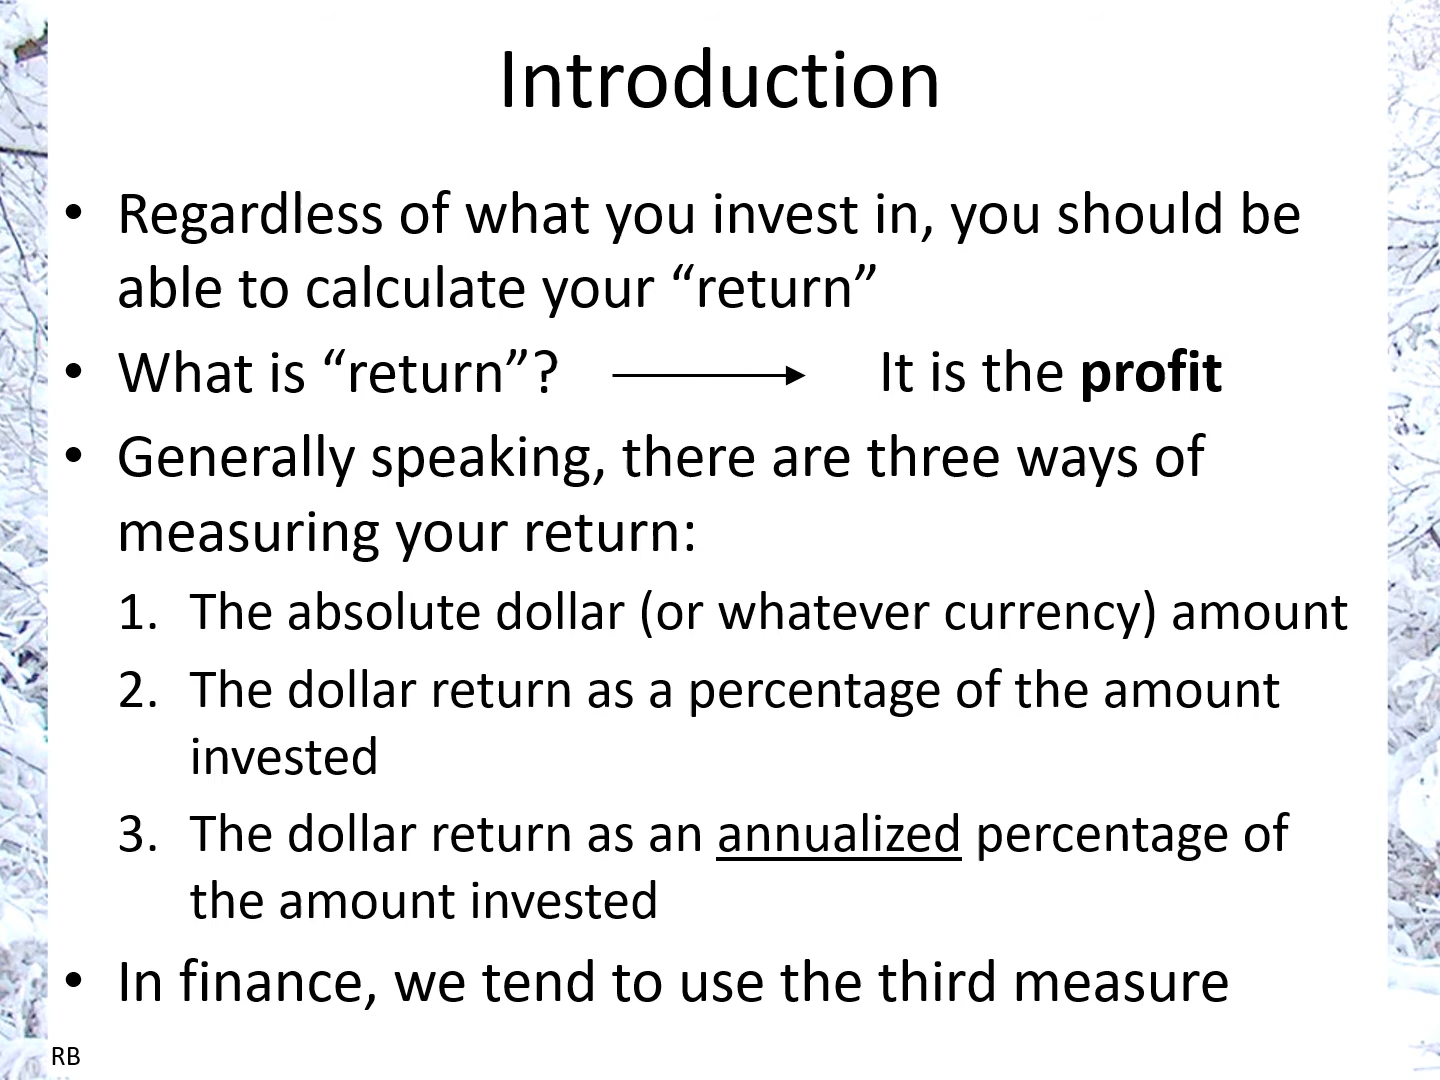 Introduction
• Regardless of what you invest in, you should be
able to calculate your “return”
• What is “return”? It is the profit
• Generally speaking, there are three ways of
measuring your return:
1. The absolute dollar (or whatever currency) amount
2. The dollar return as a percentage of the amount
invested
3. The dollar return as an annualized percentage of
the amount invested
• In finance, we tend to use the third measure
RB